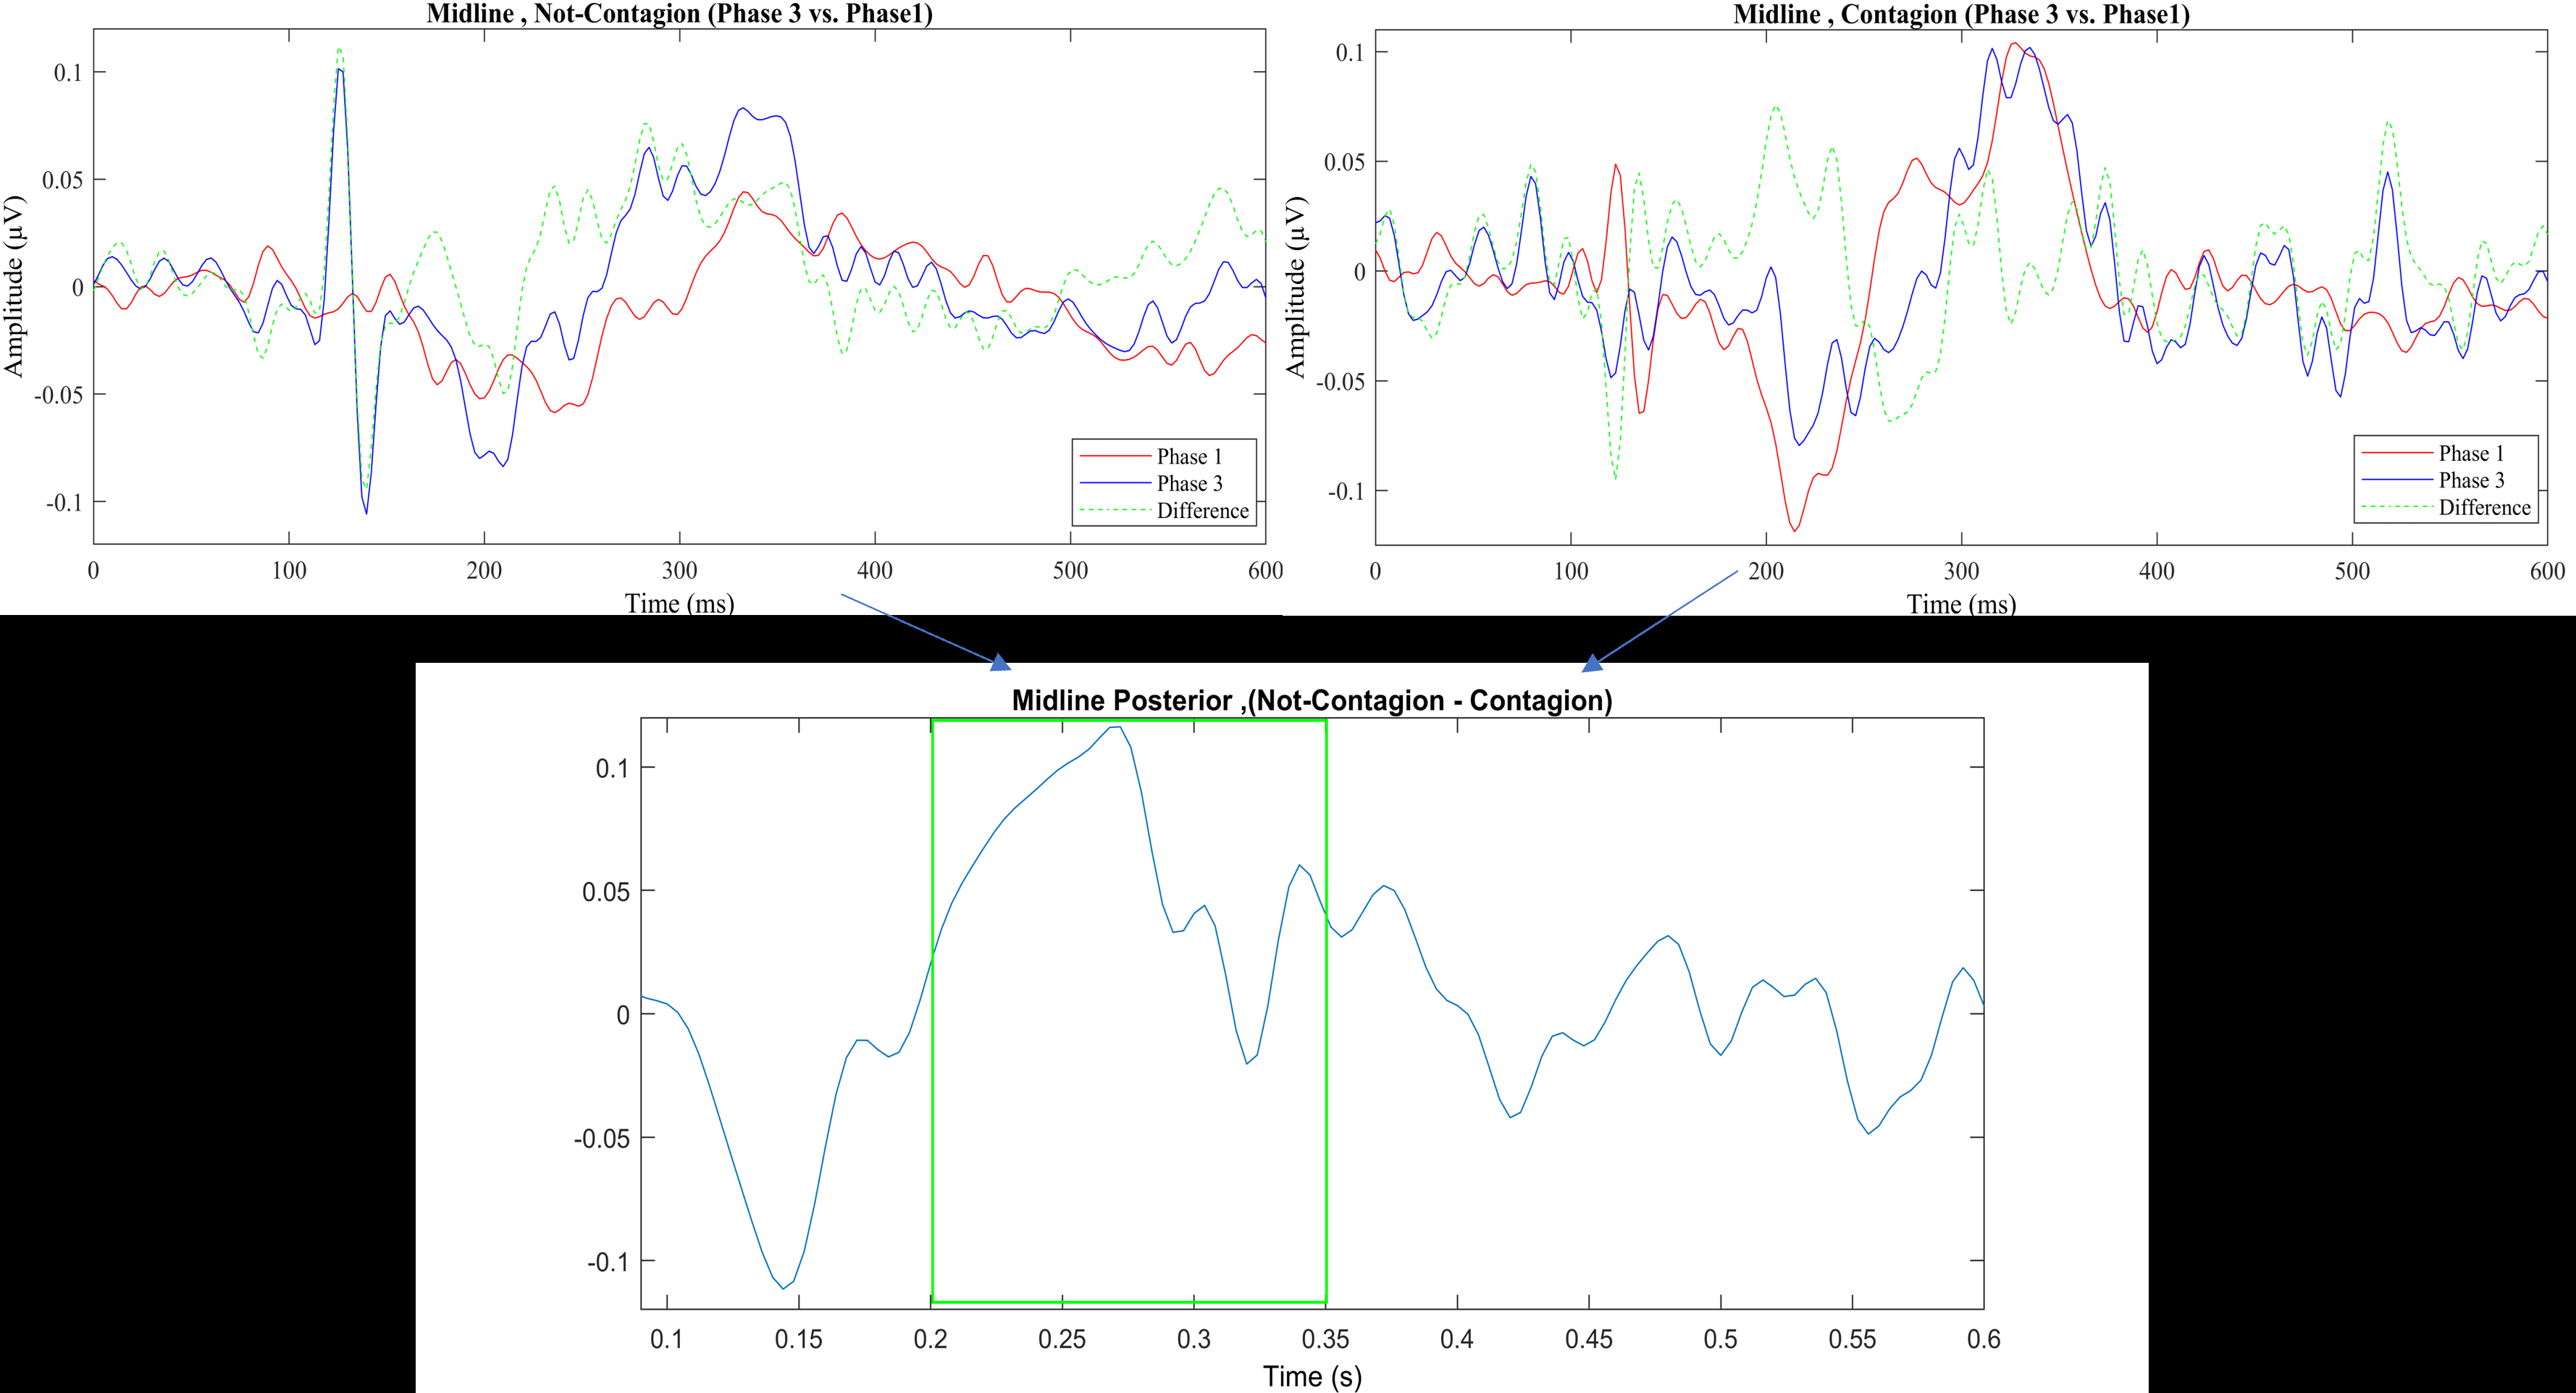 Midline , Not-Contagion (Phase 3 vs. Phase1)
Amplitude (µ V)
0.1
0.05
0
-0.05
-0.1
0 100 200 300 400 500 600
Time (ms)
Phase 1
Phase 3
Difference
Midline , Contagion (Phase 3 vs. Phase1)
Amplitude (µ V)
0.1
0.05
0
-0.05
-0.1
0 100 200 300 400 500 600
Time (ms)
Phase 1
Phase 3
Difference
Midline Posterior ,(Not-Contagion - Contagion)
0.1
0.05
0
-0.05
-0.1
0.1 0.15 0.2 0.25 0.3 0.35 0.4 0.45 0.5 0.55 0.6
Time (s)